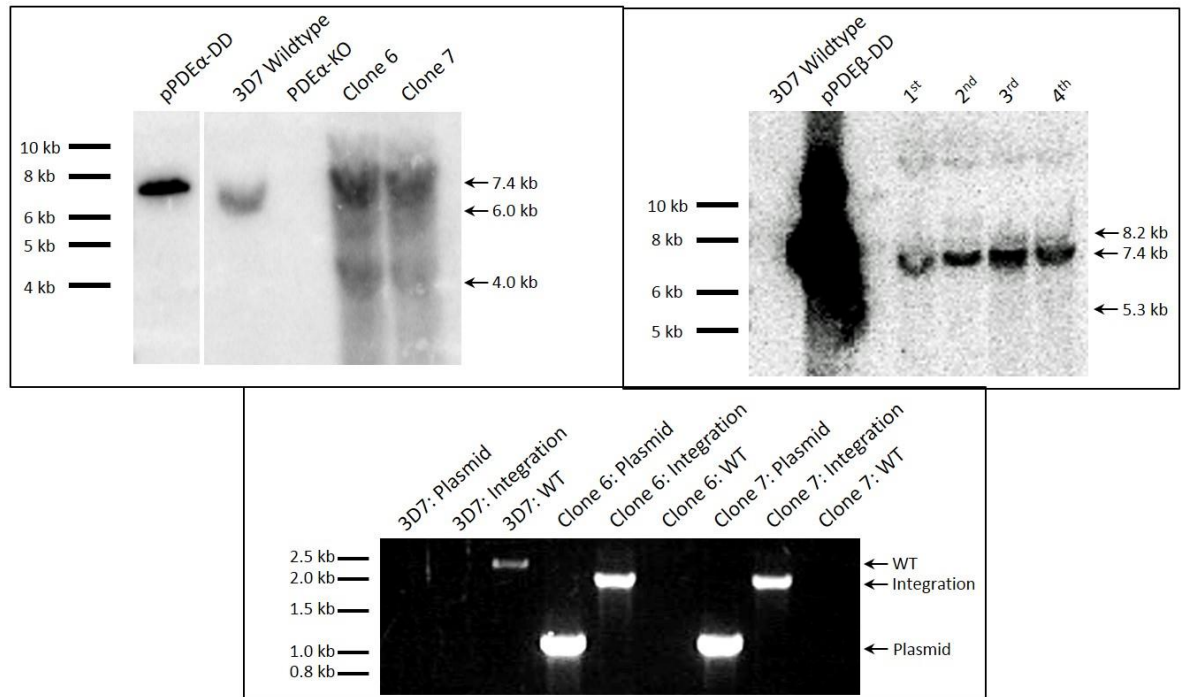 pPDEα-DD
3D7 Wildtype
PDEα-KO
Clone 6
Clone 7
10 kb
8 kb
6 kb
5 kb
4 kb
7.4 kb
6.0 kb
4.0 kb
3D7 Wildtype
pPDEβ-DD
1st
2nd
3rd
4th
10 kb
8 kb
6 kb
5 kb
8.2 kb
7.4 kb
5.3 kb
3D7: Plasmid
3D7: Integration
3D7: WT
Clone 6: Plasmid
Clone 6: Integration
Clone 6: WT
Clone 7: Plasmid
Clone 7: Integration
Clone 7: WT
2.5 kb
2.0 kb
1.5 kb
1.0 kb
0.8 kb
WT
Integration
Plasmid